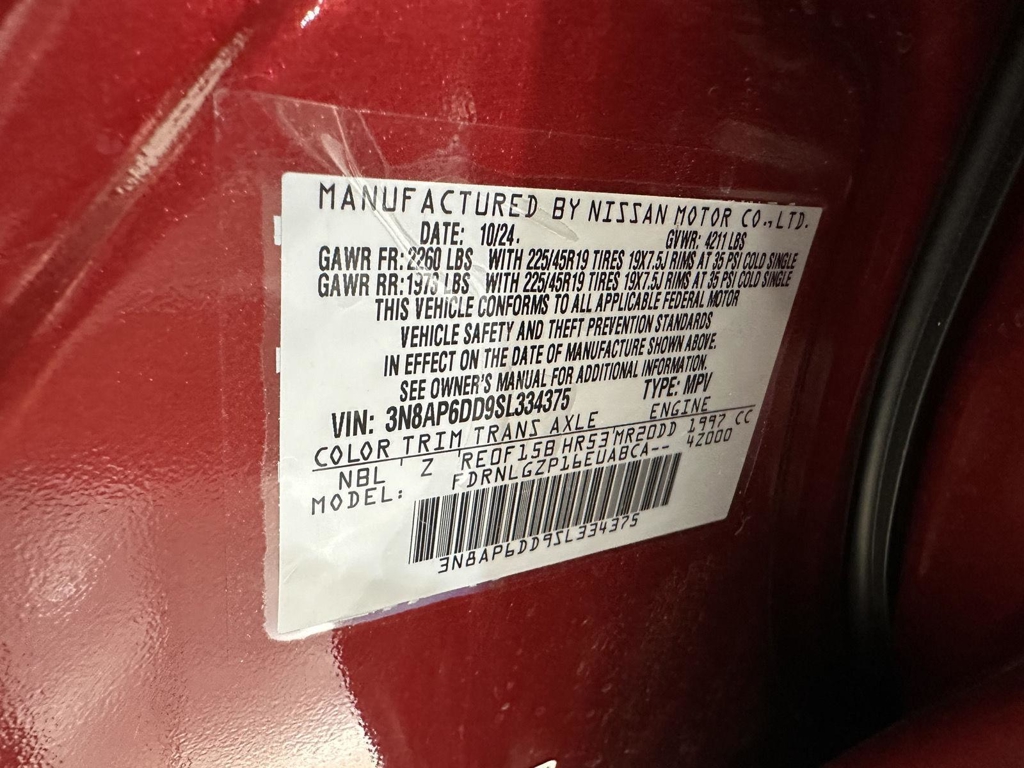 MANUFACTURED BY NISSAN MOTOR CO., LTD.
DATE: 10/24. GVWR: 4211 LBS
GAWR FR: 2260 LBS WITH 225/45R19 TIRES 19X7.5J RIMS AT 35 PSI COLD SINGLE
GAWR RR: 1973 LBS WITH 225/45R19 TIRES 19X7.5J RIMS AT 35 PSI COLD SINGLE
THIS VEHICLE CONFORMS TO ALL APPLICABLE FEDERAL MOTOR
VEHICLE SAFETY AND THEFT PREVENTION STANDARDS
IN EFFECT ON THE DATE OF MANUFACTURE SHOWN ABOVE.
SEE OWNER'S MANUAL FOR ADDITIONAL INFORMATION.
VIN: 3N8AP6DD9SL334375 TYPE: MPV
COLOR TRIM TRANS AXLE ENGINE
NBL Z RE0F15B HR53 MR20DD 1997 CC
MODEL: FDRNLGZP16EUABCA-- 42000
3N8AP6DD9SL334375